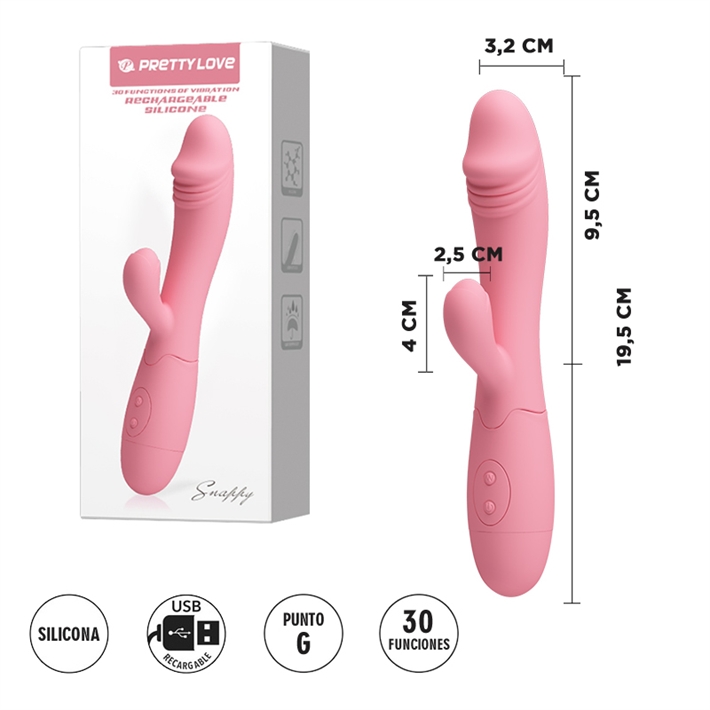 PRETTY LOVE
30 FUNCTIONS OF VIBRATION
RECHARGEABLE
SILICONE
Snappy
3,2 CM
9,5 CM
2,5 CM
4 CM
19,5 CM
SILICONA
USB
RECARGABLE
PUNTO
G
30
FUNCIONES